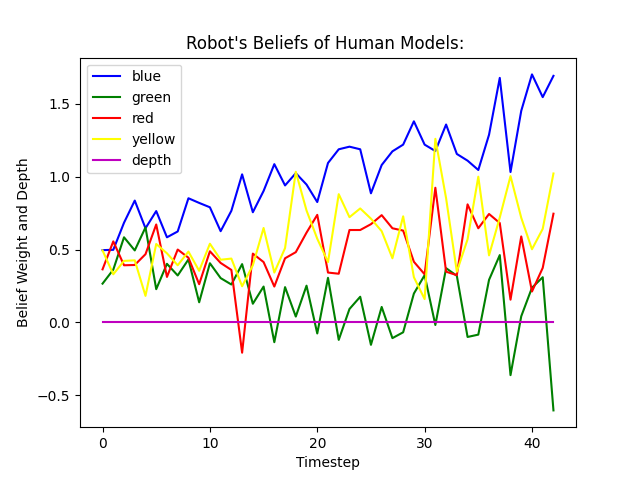 Robot's Beliefs of Human Models:
blue
green
red
yellow
depth
Belief Weight and Depth
1.5
1.0
0.5
0.0
−0.5
0
10
20
30
40
Timestep